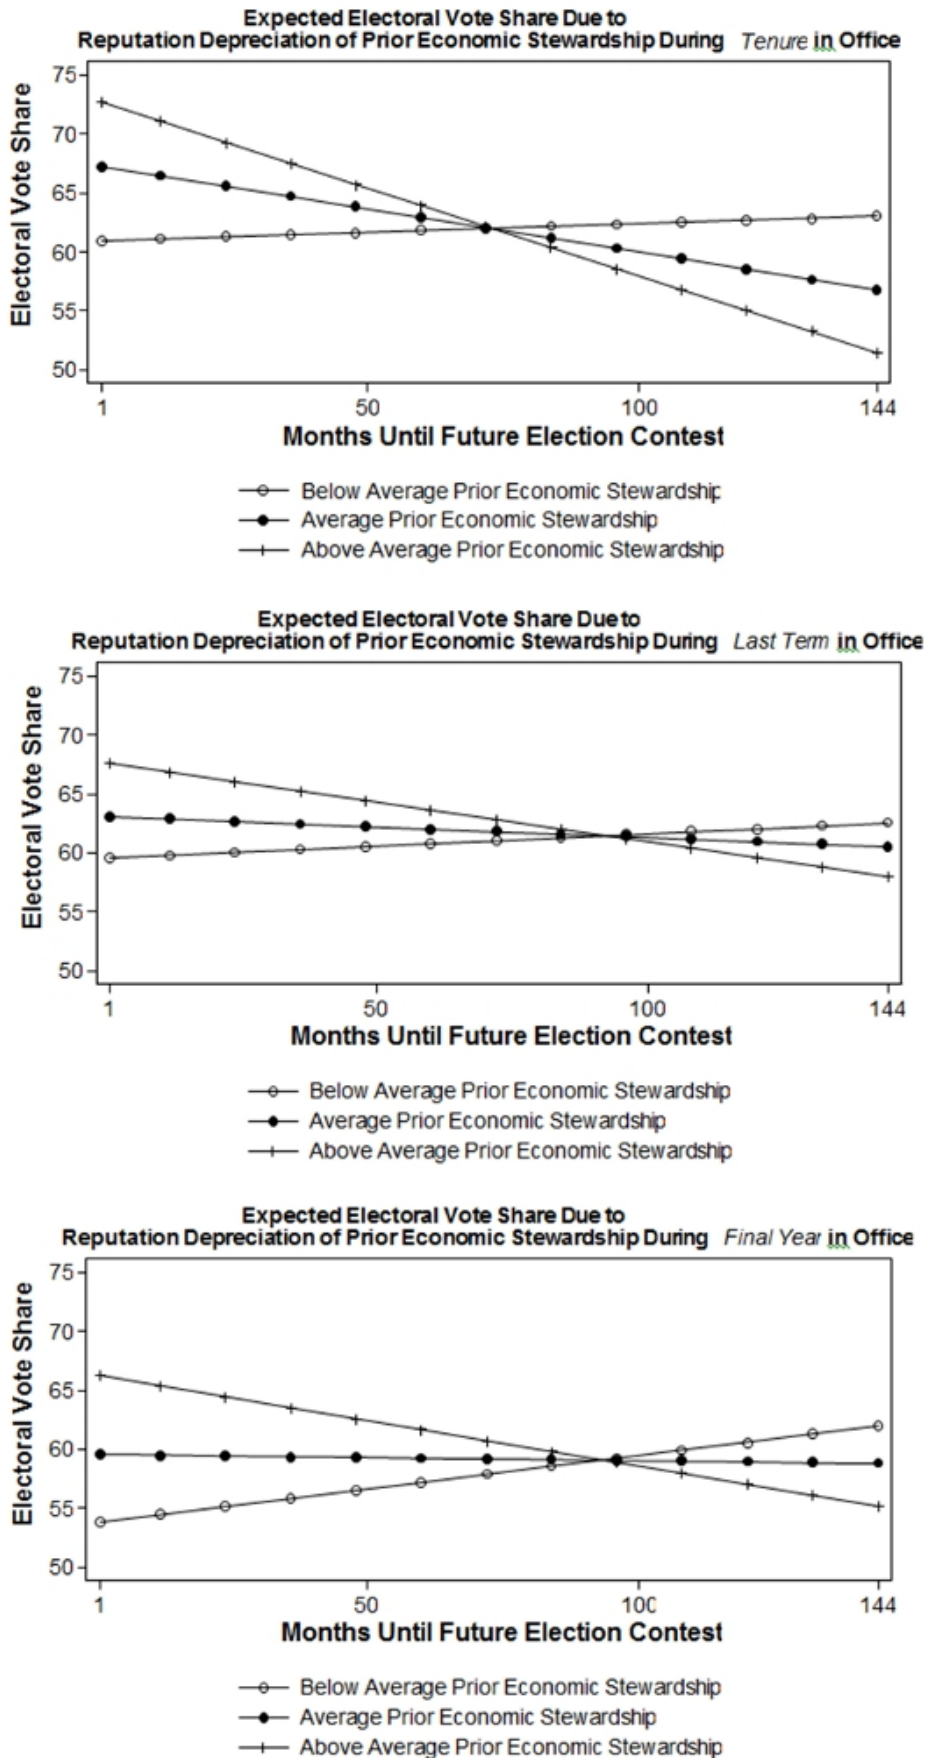 Expected Electoral Vote Share Due to
Reputation Depreciation of Prior Economic Stewardship During Tenure in Office
Electoral Vote Share
75
70
65
60
55
50
1 50 100 144
Months Until Future Election Contest
Below Average Prior Economic Stewardship
Average Prior Economic Stewardship
Above Average Prior Economic Stewardship
Expected Electoral Vote Share Due to
Reputation Depreciation of Prior Economic Stewardship During Last Term in Office
Electoral Vote Share
75
70
65
60
55
50
1 50 100 144
Months Until Future Election Contest
Below Average Prior Economic Stewardship
Average Prior Economic Stewardship
Above Average Prior Economic Stewardship
Expected Electoral Vote Share Due to
Reputation Depreciation of Prior Economic Stewardship During Final Year in Office
Electoral Vote Share
75
70
65
60
55
50
1 50 100 144
Months Until Future Election Contest
Below Average Prior Economic Stewardship
Average Prior Economic Stewardship
Above Average Prior Economic Stewardship